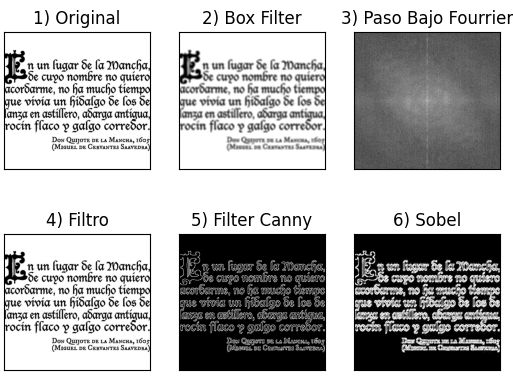 1) Original
2) Box Filter
3) Paso Bajo Fourrier
En un lugar de la Mancha,
de cuyo nombre no quiero
acordarme, no ha mucho tiempo
que vivía un hidalgo de los de
lanza en astillero, adarga antigua,
rocín flaco y galgo corredor.
Don Quijote de la Mancha, 1605
(Miguel de Cervantes Saavedra)
En un lugar de la Mancha,
de cuyo nombre no quiero
acordarme, no ha mucho tiempo
que vivía un hidalgo de los de
lanza en astillero, adarga antigua,
rocín flaco y galgo corredor.
Don Quijote de la Mancha, 1605
(Miguel de Cervantes Saavedra)
4) Filtro
5) Filter Canny
6) Sobel
En un lugar de la Mancha,
de cuyo nombre no quiero
acordarme, no ha mucho tiempo
que vivía un hidalgo de los de
lanza en astillero, adarga antigua,
rocín flaco y galgo corredor.
Don Quijote de la Mancha, 1605
(Miguel de Cervantes Saavedra)
En un lugar de la Mancha,
de cuyo nombre no quiero
acordarme, no ha mucho tiempo
que vivía un hidalgo de los de
lanza en astillero, adarga antigua,
rocín flaco y galgo corredor.
Don Quijote de la Mancha, 1605
(Miguel de Cervantes Saavedra)
En un lugar de la Mancha,
de cuyo nombre no quiero
acordarme, no ha mucho tiempo
que vivía un hidalgo de los de
lanza en astillero, adarga antigua,
rocín flaco y galgo corredor.
Don Quijote de la Mancha, 1605
(Miguel de Cervantes Saavedra)